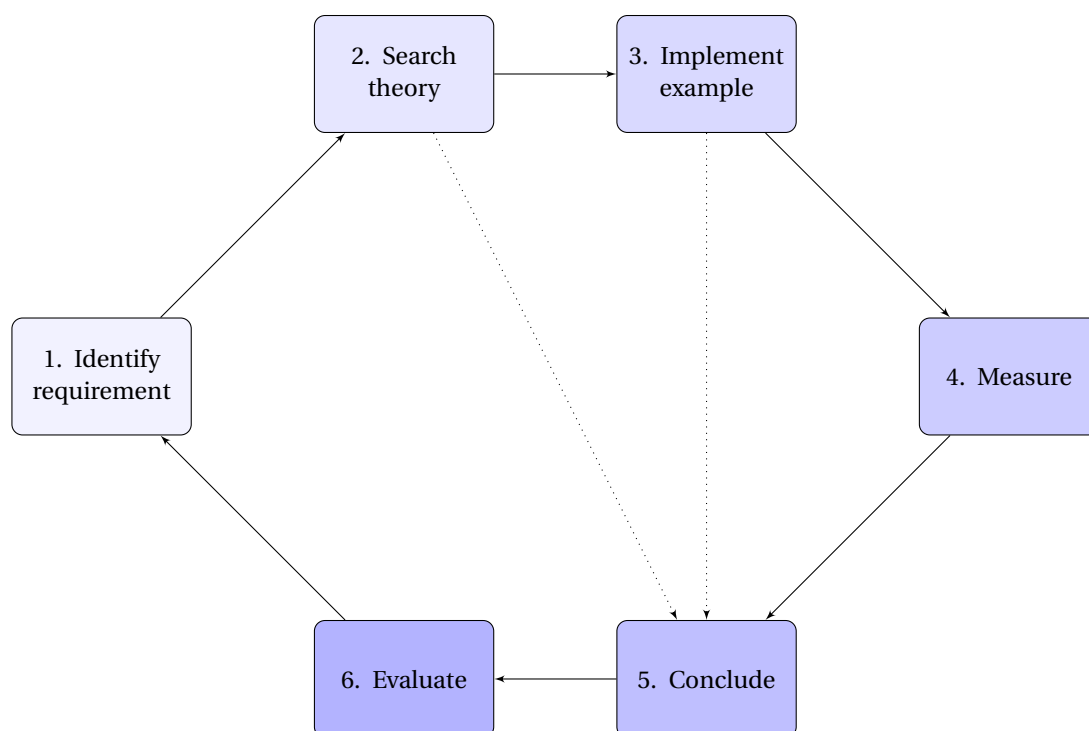 2. Search
theory
3. Implement
example
1. Identify
requirement
4. Measure
6. Evaluate
5. Conclude